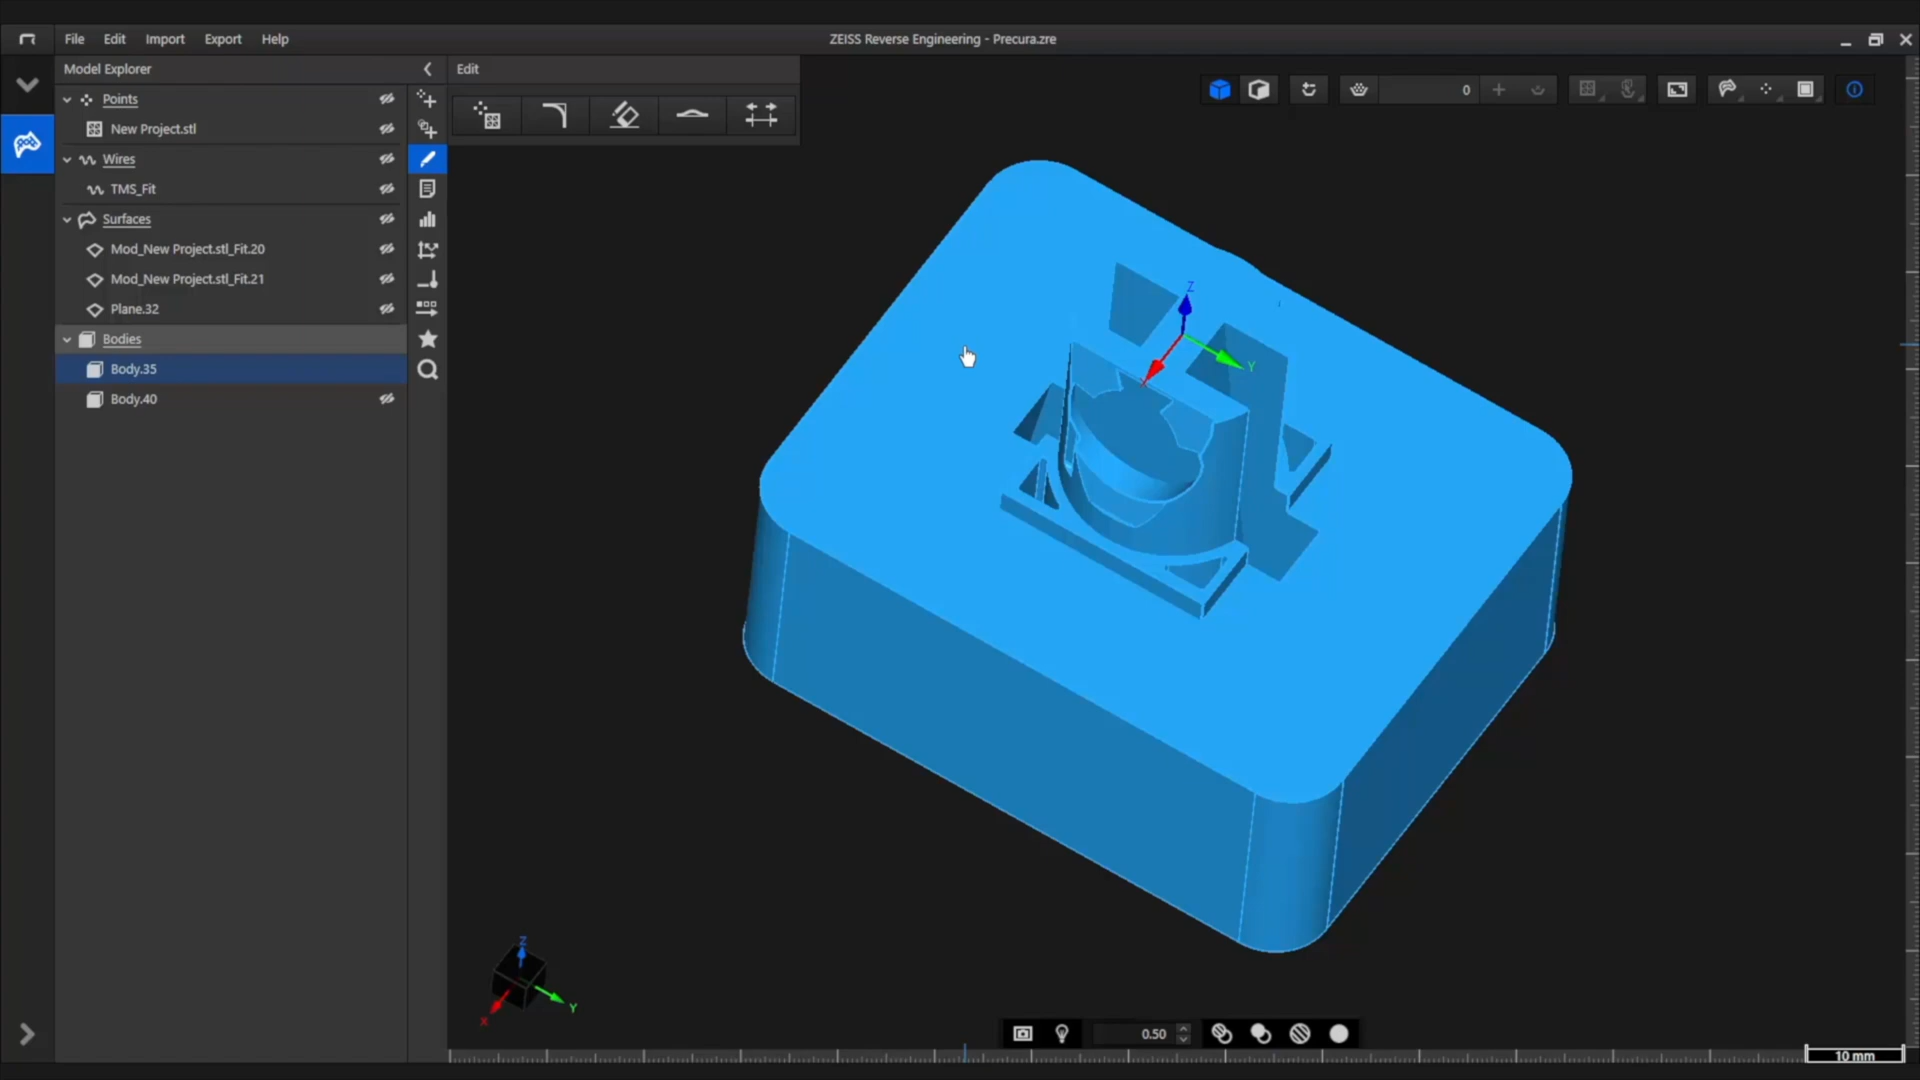 File Edit Import Export Help
ZEISS Reverse Engineering - Precura.zre
Model Explorer
Edit
Points
New Project.stl
Wires
TMS_Fit
Surfaces
Mod_New Project.stl_Fit.20
Mod_New Project.stl_Fit.21
Plane.32
Bodies
Body.35
Body.40
0
Z
Y
Z
Y
X
0.50
10 mm